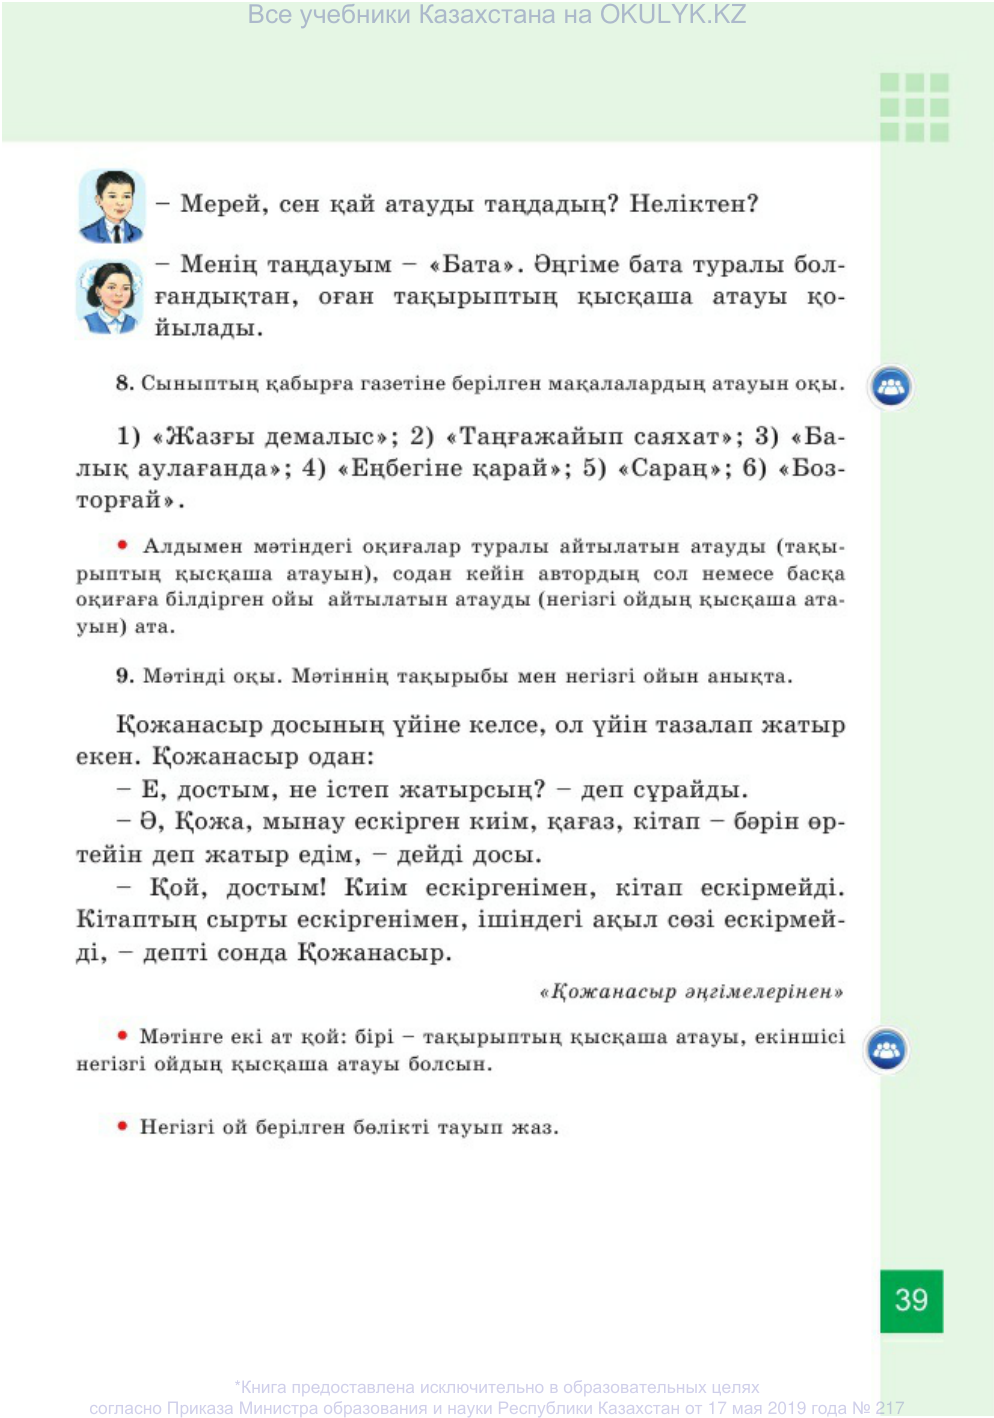 Все учебники Казахстана на OKULYK.KZ
– Мерей, сен қай атауды таңдадың? Неліктен?
– Менің таңдауым – «Бата». Әңгіме бата туралы бол-
ғандықтан, оған тақырыптың қысқаша атауы қо-
йылады.
8. Сыныптың қабырға газетіне берілген мақалалардың атауын оқы.
1) «Жазғы демалыс»; 2) «Таңғажайып саяхат»; 3) «Ба-
лық аулағанда»; 4) «Еңбегіне қарай»; 5) «Сараң»; 6) «Боз-
торғай».
• Алдымен мәтіндегі оқиғалар туралы айтылатын атауды (тақы-
рыптың қысқаша атауын), содан кейін автордың сол немесе басқа
оқиғаға білдірген ойы айтылатын атауды (негізгі ойдың қысқаша ата-
уын) ата.
9. Мәтінді оқы. Мәтіннің тақырыбы мен негізгі ойын анықта.
Қожанасыр досының үйіне келсе, ол үйін тазалап жатыр
екен. Қожанасыр одан:
– Е, достым, не істеп жатырсың? – деп сұрайды.
– Ә, Қожа, мынау ескірген киім, қағаз, кітап – бәрін өр-
тейін деп жатыр едім, – дейді досы.
– Қой, достым! Киім ескіргенімен, кітап ескірмейді.
Кітаптың сырты ескіргенімен, ішіндегі ақыл сөзі ескірмей-
ді, – депті сонда Қожанасыр.
«Қожанасыр әңгімелерінен»
• Мәтінге екі ат қой: бірі – тақырыптың қысқаша атауы, екіншісі
негізгі ойдың қысқаша атауы болсын.
• Негізгі ой берілген бөлікті тауып жаз.
39
*Книга предоставлена исключительно в образовательных целях
согласно Приказа Министра образования и науки Республики Казахстан от 17 мая 2019 года № 217